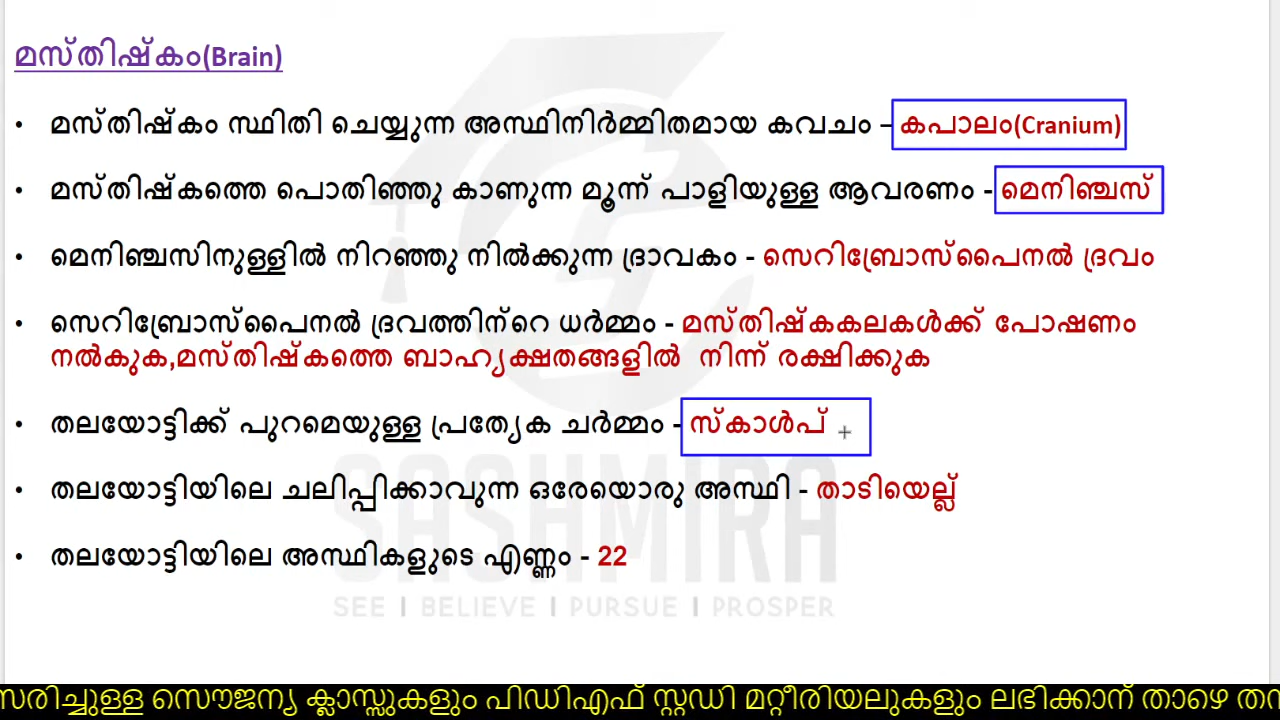 മസ്തിഷ്കം(Brain)
• മസ്തിഷ്കം സ്ഥിതി ചെയ്യുന്ന അസ്ഥിനിർമ്മിതമായ കവചം – കപാലം(Cranium)
• മസ്തിഷ്കത്തെ പൊതിഞ്ഞു കാണുന്ന മൂന്ന് പാളിയുള്ള ആവരണം - മെനിഞ്ചസ്
• മെനിഞ്ചസിനുള്ളിൽ നിറഞ്ഞു നിൽക്കുന്ന ദ്രാവകം - സെറിബ്രോസ്പൈനൽ ദ്രവം
• സെറിബ്രോസ്പൈനൽ ദ്രവത്തിന്റെ ധർമ്മം - മസ്തിഷ്കകലകൾക്ക് പോഷണം
നൽകുക,മസ്തിഷ്കത്തെ ബാഹ്യക്ഷതങ്ങളിൽ നിന്ന് രക്ഷിക്കുക
• തലയോട്ടിക്ക് പുറമെയുള്ള പ്രത്യേക ചർമ്മം - സ്കാൾപ്
• തലയോട്ടിയിലെ ചലിപ്പിക്കാവുന്ന ഒരേയൊരു അസ്ഥി - താടിയെല്ല്
• തലയോട്ടിയിലെ അസ്ഥികളുടെ എണ്ണം - 22
SASHMIRA
SEE | BELIEVE | PURSUE | PROSPER
സരിച്ചുള്ള സൌജന്യ ക്ലാസ്സുകളും പിഡിഎഫ് സ്റ്റഡി മറ്റീരിയലുകളും ലഭിക്കാന് താഴെ തന